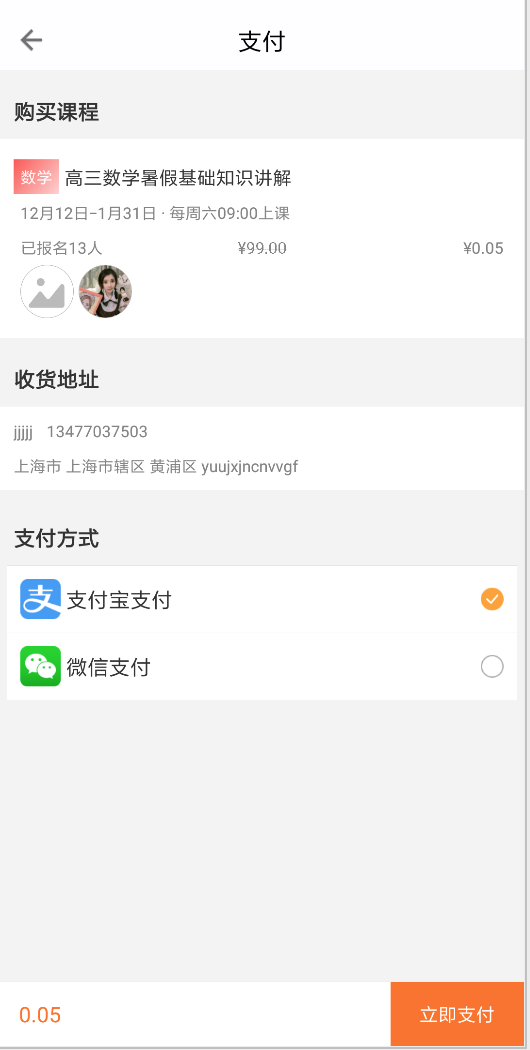 支付
购买课程
数学 高三数学暑假基础知识讲解
12月12日-1月31日 · 每周六09:00上课
已报名13人 ¥99.00 ¥0.05
收货地址
jjjjj 13477037503
上海市 上海市辖区 黄浦区 yuujxjncnvvgf
支付方式
支 支付宝支付
微信支付
0.05 立即支付